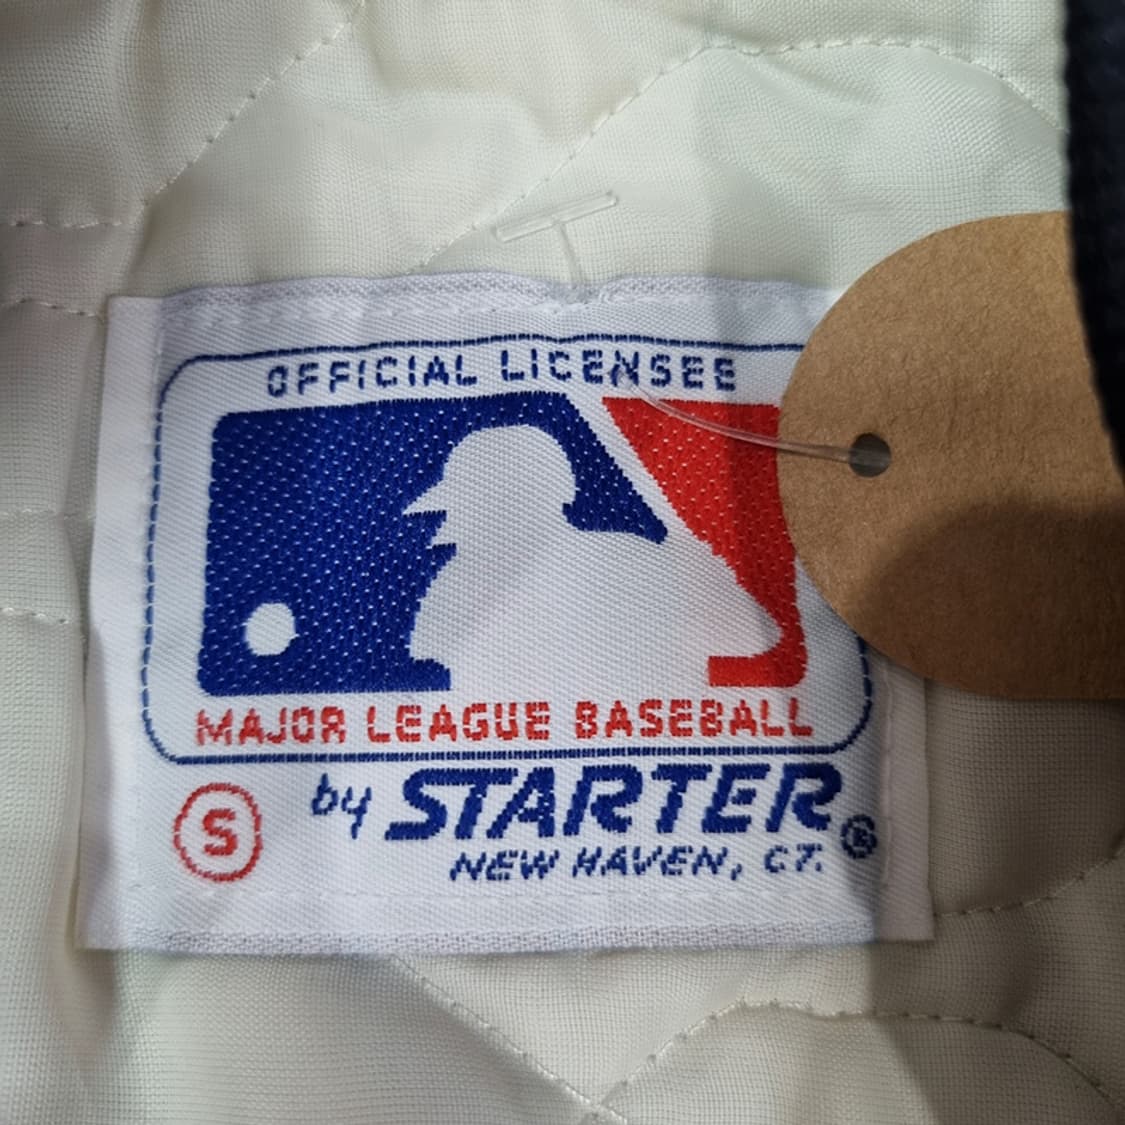 OFFICIAL LICENSEE
MAJOR LEAGUE BASEBALL
S by STARTER ®
NEW HAVEN, CT.